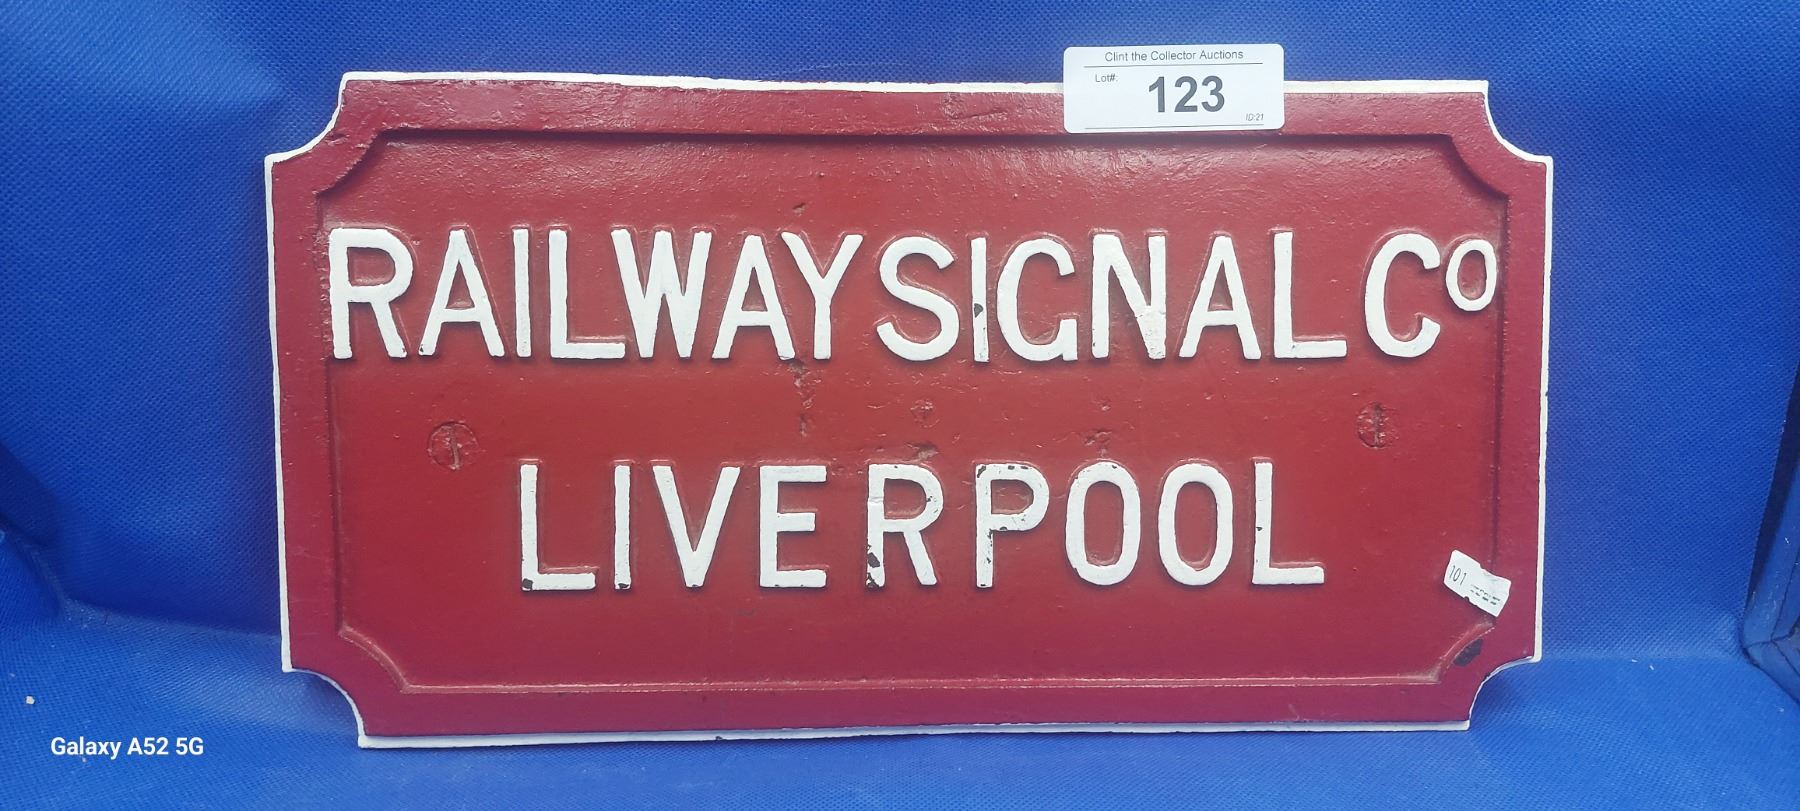 Clint the Collector Auctions
Lot#:
123
ID:21
RAILWAY SIGNAL Co
LIVERPOOL
101
Galaxy A52 5G